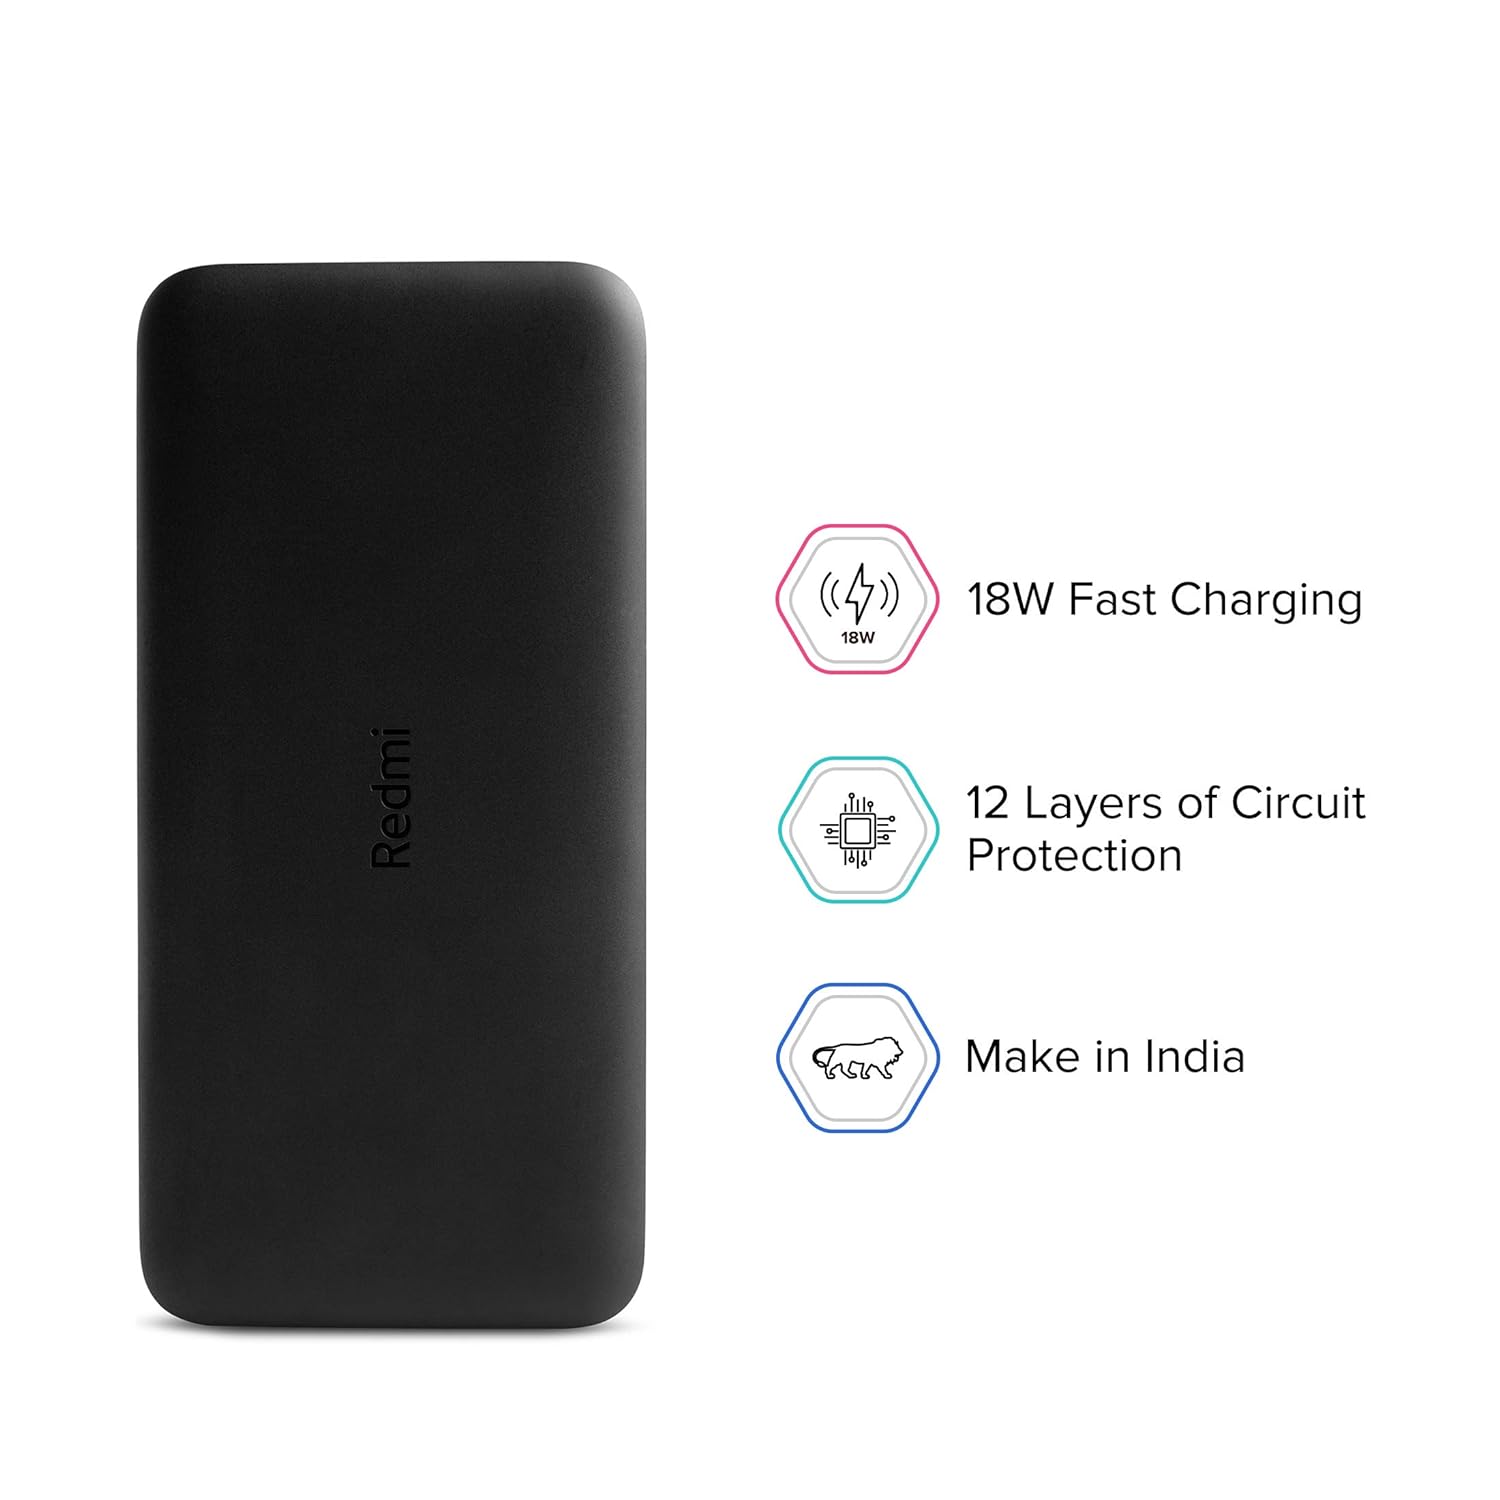 Redmi
18W
18W Fast Charging
12 Layers of Circuit
Protection
Make in India